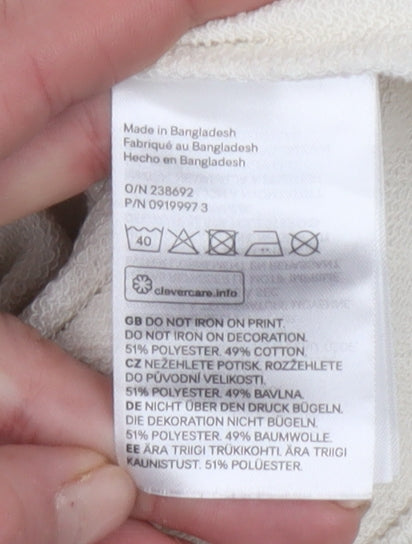 Made in Bangladesh
Fabriqué au Bangladesh
Hecho en Bangladesh
O/N 238692
P/N 0919997 3
40
clevercare.info
GB DO NOT IRON ON PRINT.
DO NOT IRON ON DECORATION.
51% POLYESTER. 49% COTTON.
CZ NEŽEHLETE POTISK. ROZŽEHLETE
DO PŮVODNÍ VELIKOSTI.
51% POLYESTER. 49% BAVLNA.
DE NICHT ÜBER DEN DRUCK BÜGELN.
DIE DEKORATION NICHT BÜGELN.
51% POLYESTER. 49% BAUMWOLLE.
EE ÄRA TRIIGI TRÜKIKOHTI. ÄRA TRIIGI
KAUNISTUST. 51% POLÜESTER.